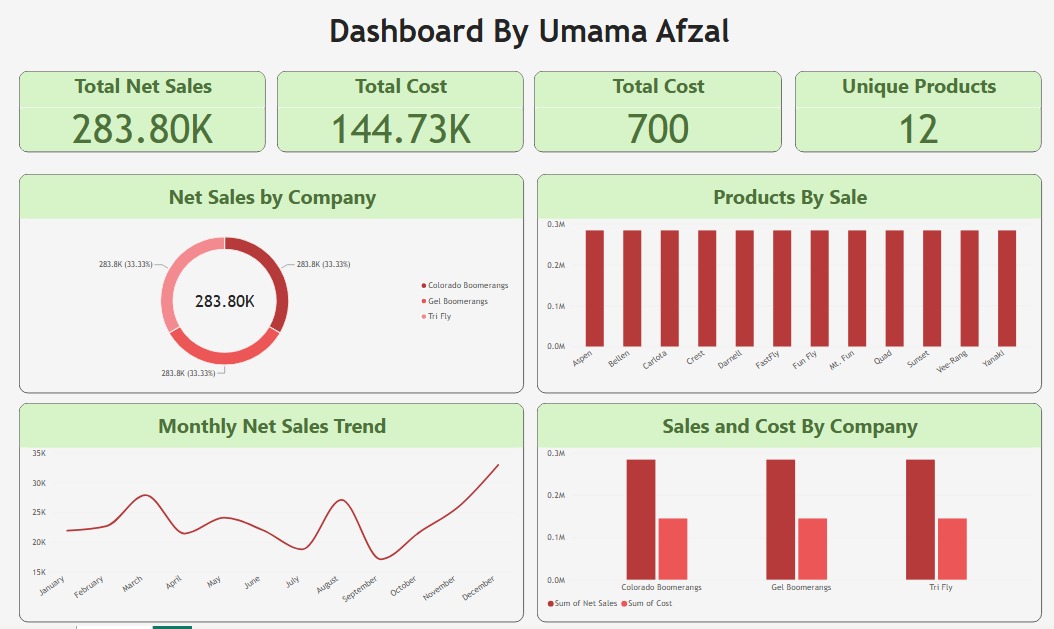 Dashboard By Umama Afzal
Total Net Sales
283.80K
Total Cost
144.73K
Total Cost
700
Unique Products
12
Net Sales by Company
283.8K (33.33%)
283.8K (33.33%)
283.80K
283.8K (33.33%)
Colorado Boomerangs
Gel Boomerangs
Tri Fly
Products By Sale
0.3M
0.2M
0.1M
0.0M
Aspen
Bellen
Carlota
Crest
Darnell
FastFly
Fun Fly
Mt. Fun
Quad
Sunset
Vee-Rang
Yanaki
Monthly Net Sales Trend
35K
30K
25K
20K
15K
January
February
March
April
May
June
July
August
September
October
November
December
Sales and Cost By Company
0.3M
0.2M
0.1M
0.0M
Colorado Boomerangs
Gel Boomerangs
Tri Fly
Sum of Net Sales
Sum of Cost